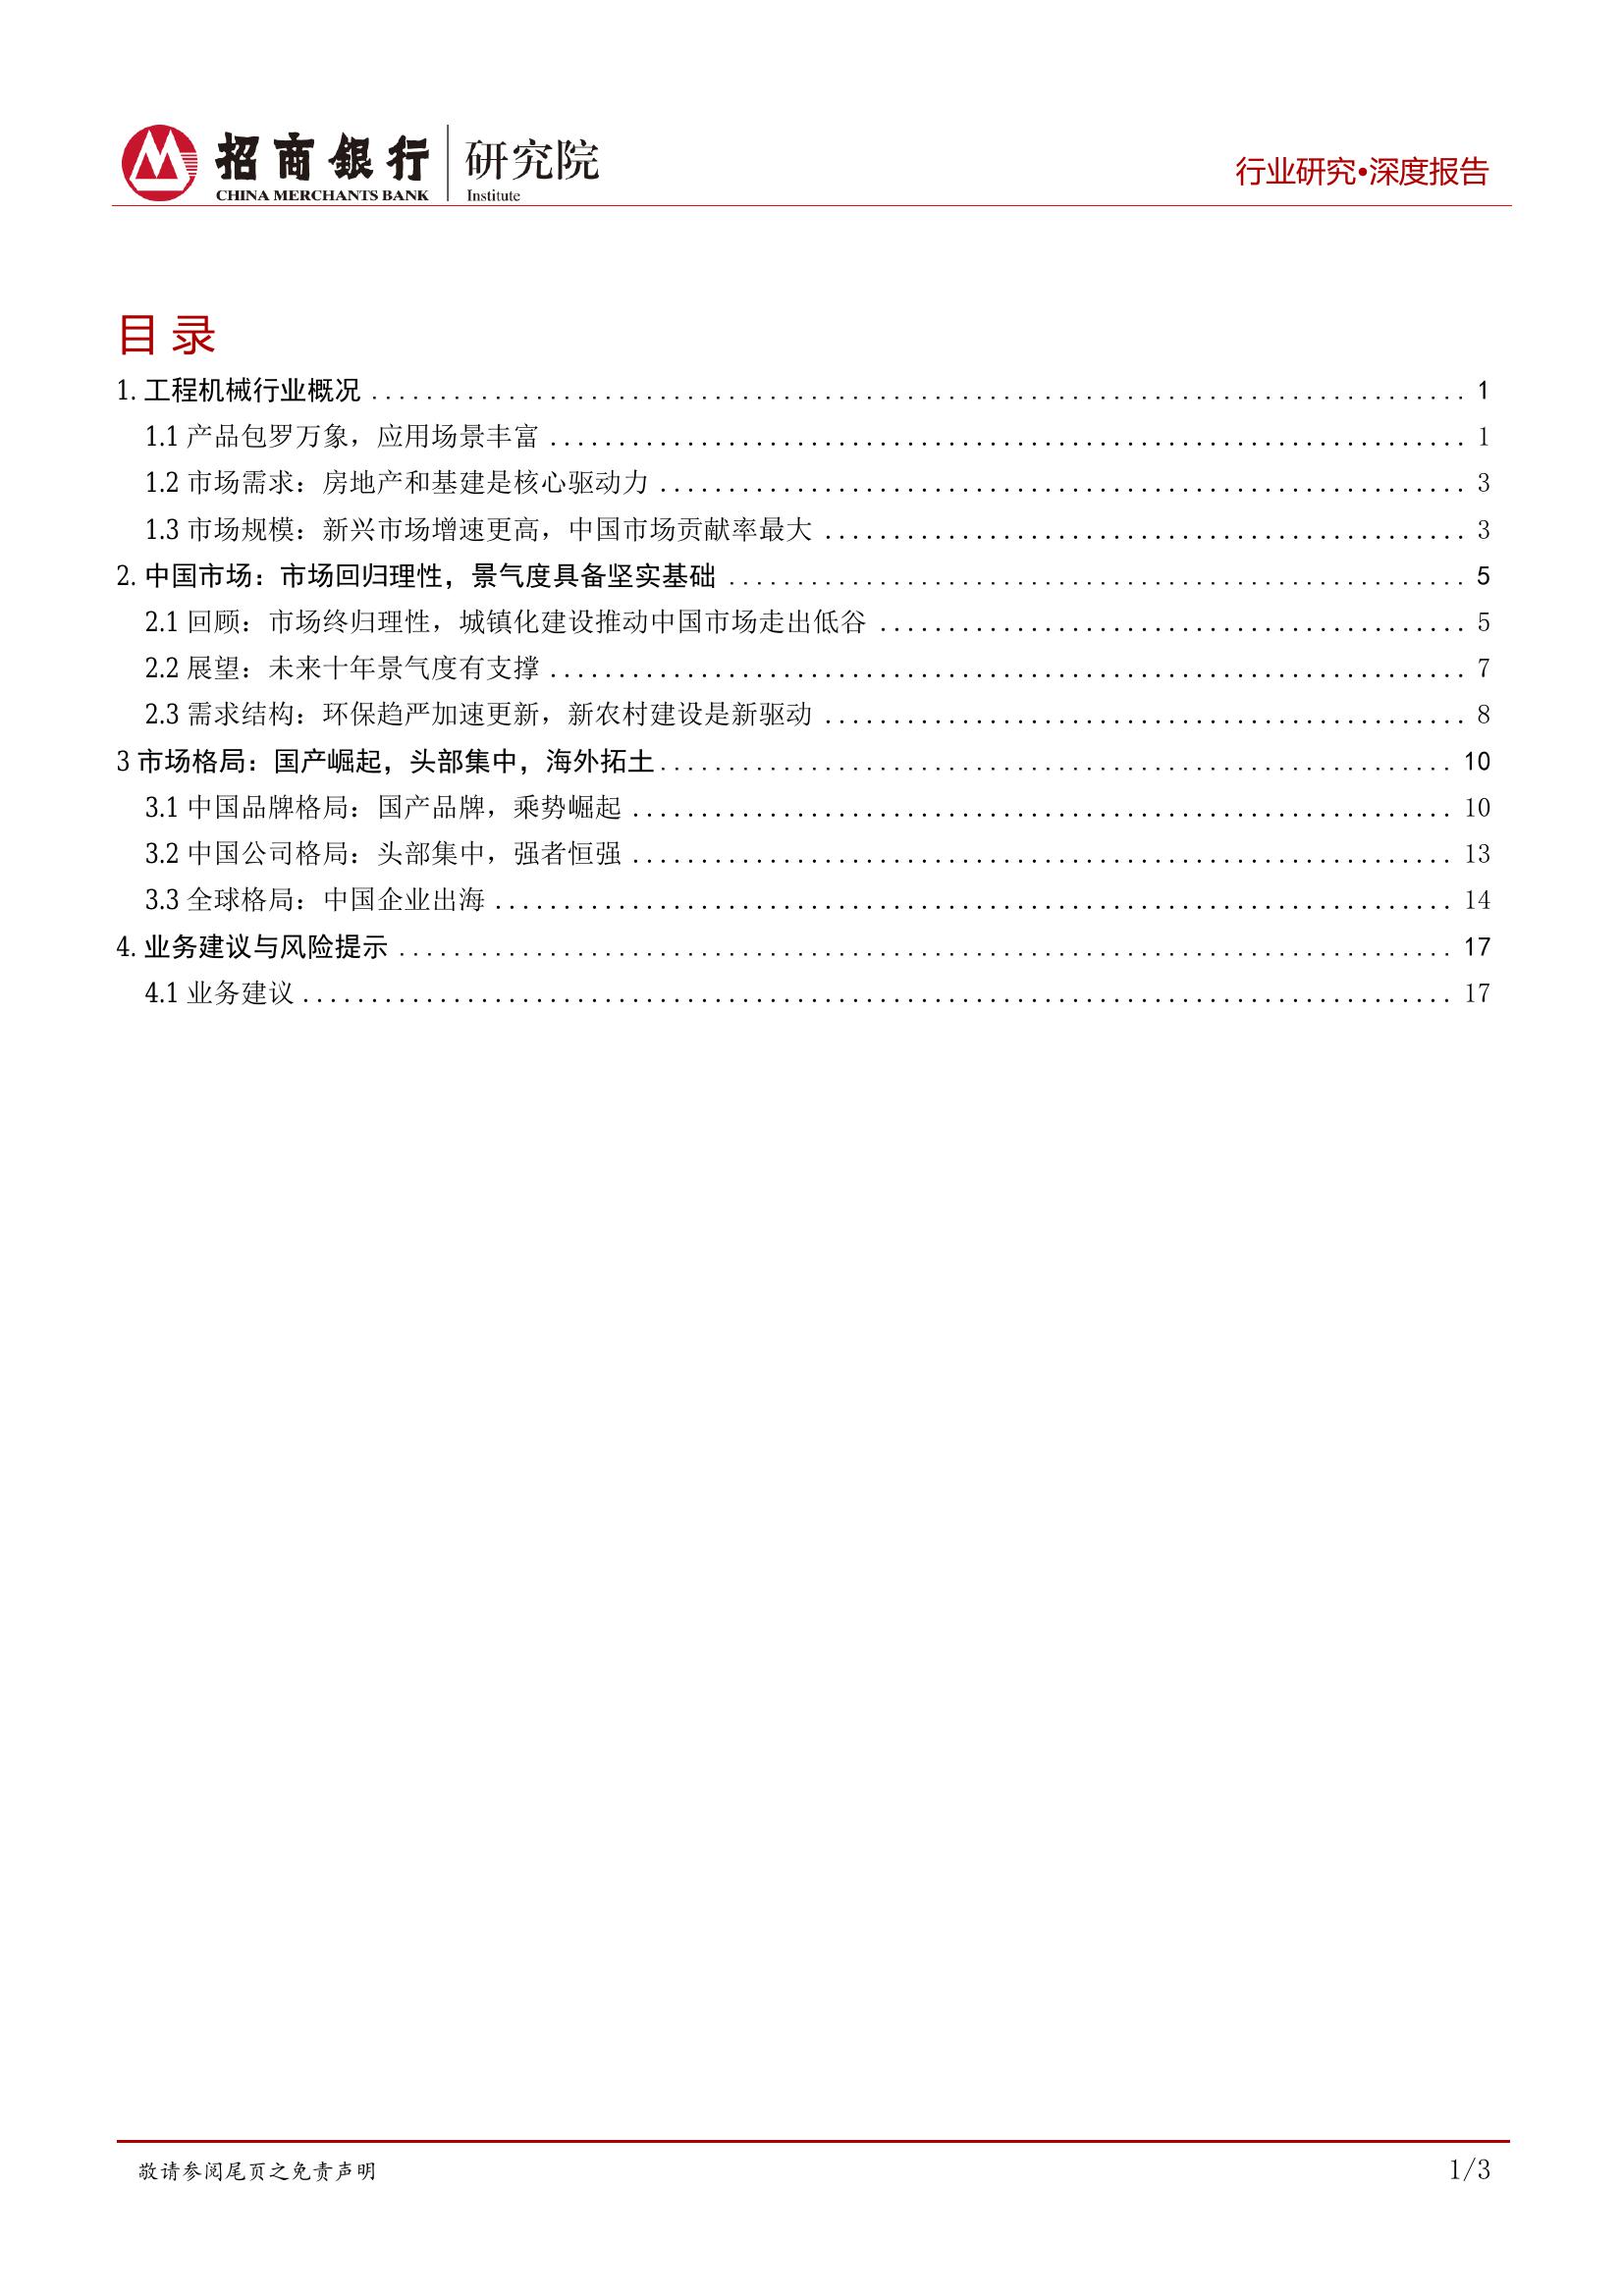 招商銀行 研究院
CHINA MERCHANTS BANK Institute
行业研究•深度报告
目 录
1. 工程机械行业概况 ................................................................ 1
1.1 产品包罗万象，应用场景丰富 ................................................................ 1
1.2 市场需求：房地产和基建是核心驱动力 ................................................................ 3
1.3 市场规模：新兴市场增速更高，中国市场贡献率最大 ................................................................ 3
2. 中国市场：市场回归理性，景气度具备坚实基础 ................................................................ 5
2.1 回顾：市场终归理性，城镇化建设推动中国市场走出低谷 ................................................................ 5
2.2 展望：未来十年景气度有支撑 ................................................................ 7
2.3 需求结构：环保趋严加速更新，新农村建设是新驱动 ................................................................ 8
3 市场格局：国产崛起，头部集中，海外拓土 ................................................................ 10
3.1 中国品牌格局：国产品牌，乘势崛起 ................................................................ 10
3.2 中国公司格局：头部集中，强者恒强 ................................................................ 13
3.3 全球格局：中国企业出海 ................................................................ 14
4. 业务建议与风险提示 ................................................................ 17
4.1 业务建议 ................................................................ 17
敬请参阅尾页之免责声明
1/3